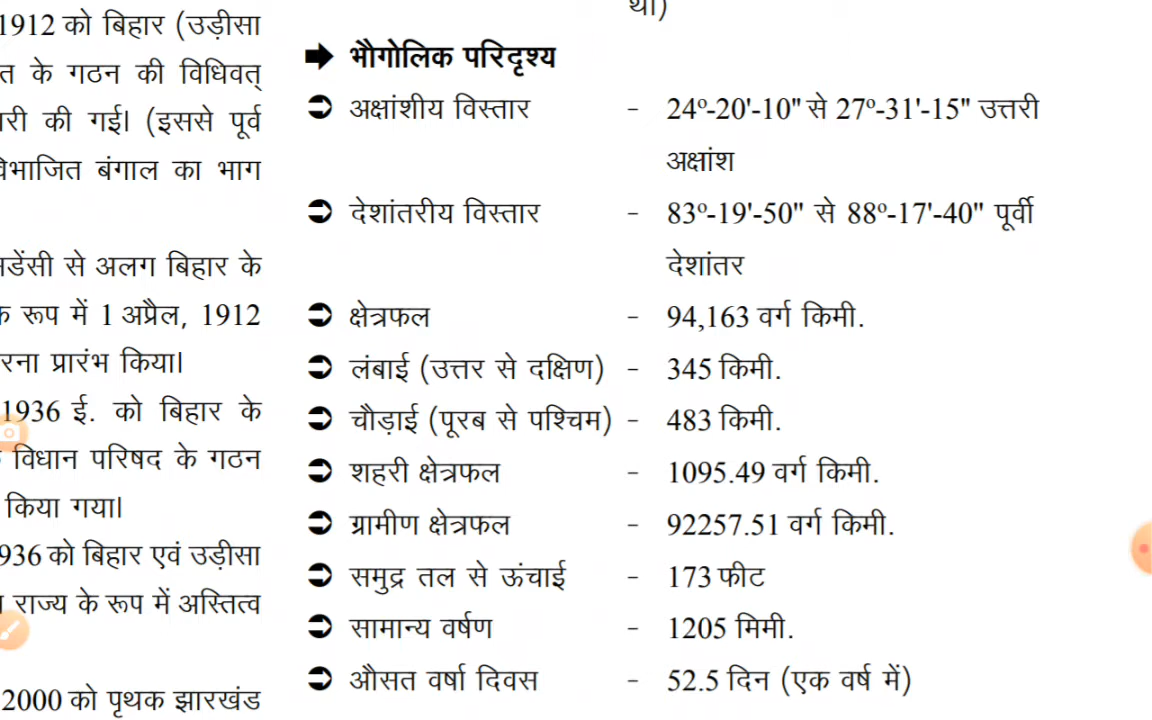 था)
1912 को बिहार (उड़ीसा
के गठन की विधिवत्
की गई। (इससे पूर्व
बंगाल का भाग
से अलग बिहार के
रूप में 1 अप्रैल, 1912
प्रारंभ किया।
1936 ई. को बिहार के
विधान परिषद के गठन
किया गया।
936 को बिहार एवं उड़ीसा
राज्य के रूप में अस्तित्व
2000 को पृथक झारखंड
➡ भौगोलिक परिदृश्य
➲ अक्षांशीय विस्तार - 24º-20'-10" से 27º-31'-15" उत्तरी
अक्षांश
➲ देशांतरीय विस्तार - 83º-19'-50" से 88º-17'-40" पूर्वी
देशांतर
➲ क्षेत्रफल - 94,163 वर्ग किमी.
➲ लंबाई (उत्तर से दक्षिण) - 345 किमी.
➲ चौड़ाई (पूरब से पश्चिम) - 483 किमी.
➲ शहरी क्षेत्रफल - 1095.49 वर्ग किमी.
➲ ग्रामीण क्षेत्रफल - 92257.51 वर्ग किमी.
➲ समुद्र तल से ऊंचाई - 173 फीट
➲ सामान्य वर्षण - 1205 मिमी.
➲ औसत वर्षा दिवस - 52.5 दिन (एक वर्ष में)